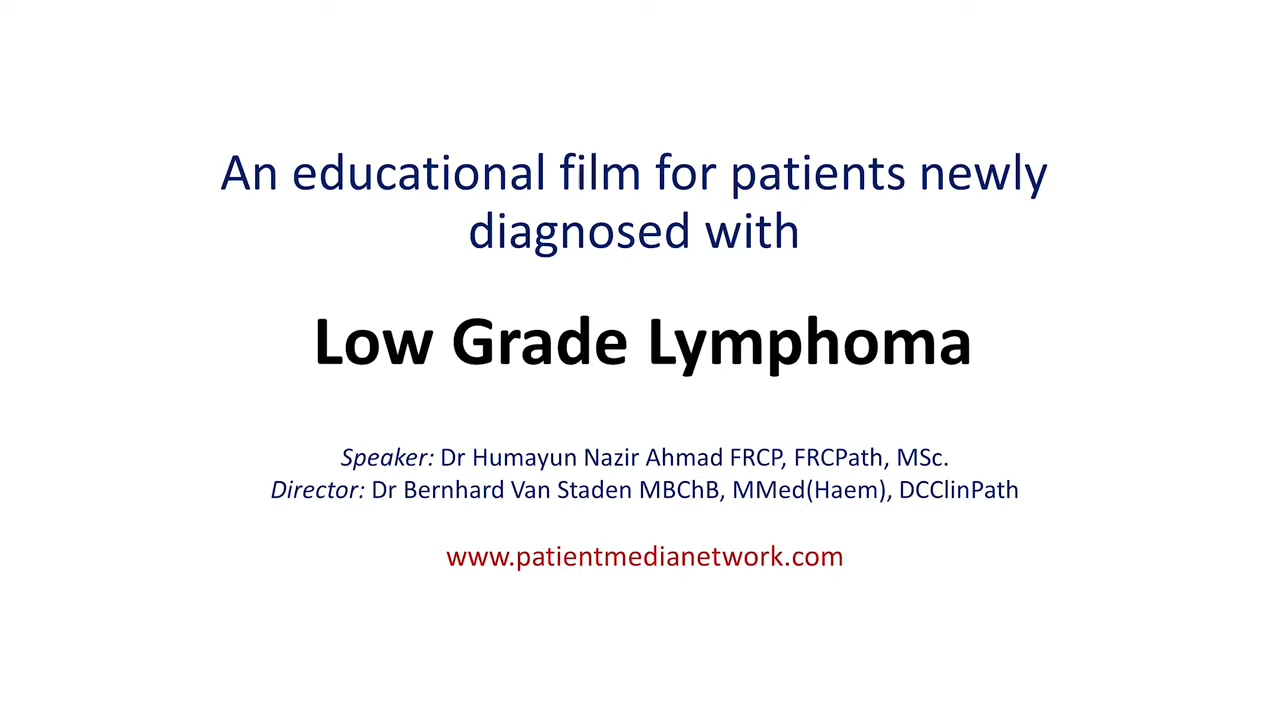 An educational film for patients newly
diagnosed with
Low Grade Lymphoma
Speaker: Dr Humayun Nazir Ahmad FRCP, FRCPath, MSc.
Director: Dr Bernhard Van Staden MBChB, MMed(Haem), DCClinPath
www.patientmedianetwork.com